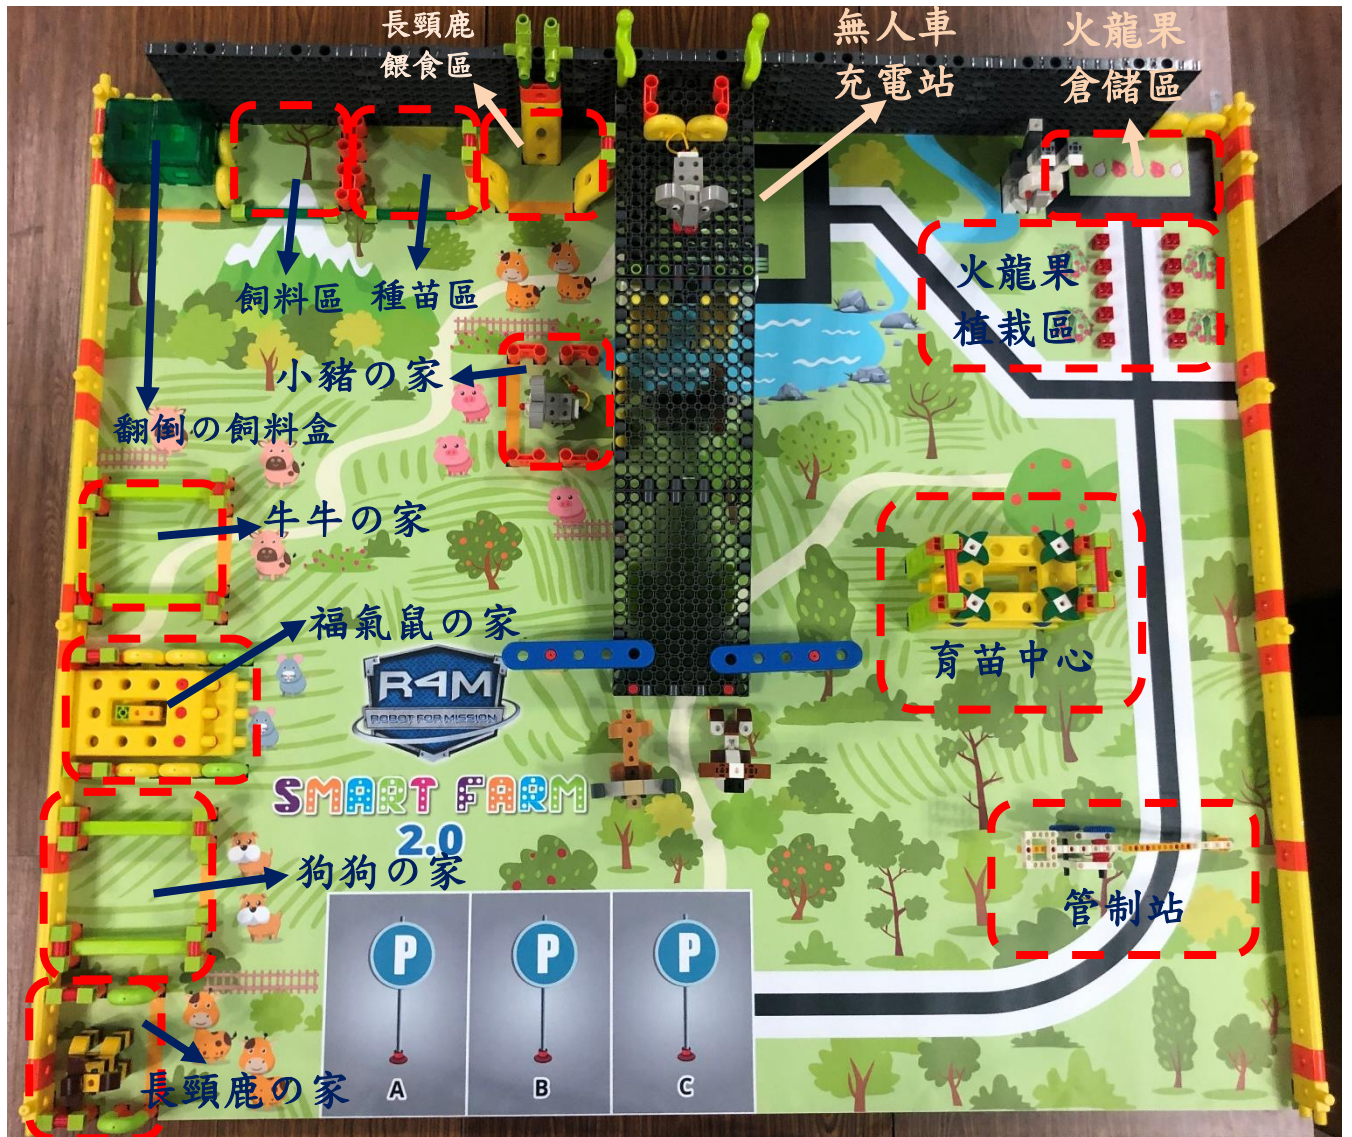 長頸鹿
餵食區
無人車
充電站
火龍果
倉儲區
飼料區
種苗區
火龍果
植栽區
小豬の家
翻倒の飼料盒
牛牛の家
福氣鼠の家
育苗中心
R4M
ROBOT FOR MISSION
SMART FARM
2.0
狗狗の家
管制站
長頸鹿の家
P
P
P
A
B
C